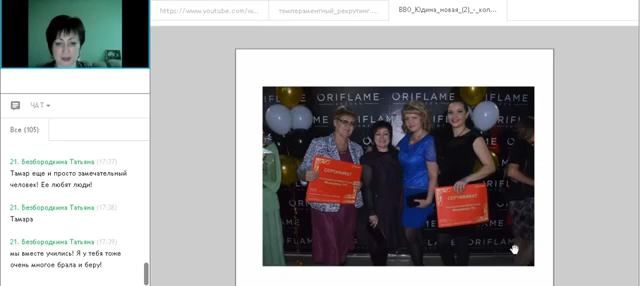 https://www.youtube.com/w...
темпераментный_рекрутинг....
ВВО_Юдина_новая_(2)_-_коп...
ЧАТ
Все (105)
21. Безбородкина Татьяна (17:37)
Тамар еще и просто замечательный
человек! Ее любят люди!
21. Безбородкина Татьяна (17:38)
Тамара
21. Безбородкина Татьяна (17:39)
мы вместе учились! Я у тебя тоже
очень многое брала и беру!
ORIFLAME
ORIFLAME
ORIFLAME
СЕРТИФИКАТ
СЕРТИФИКАТ